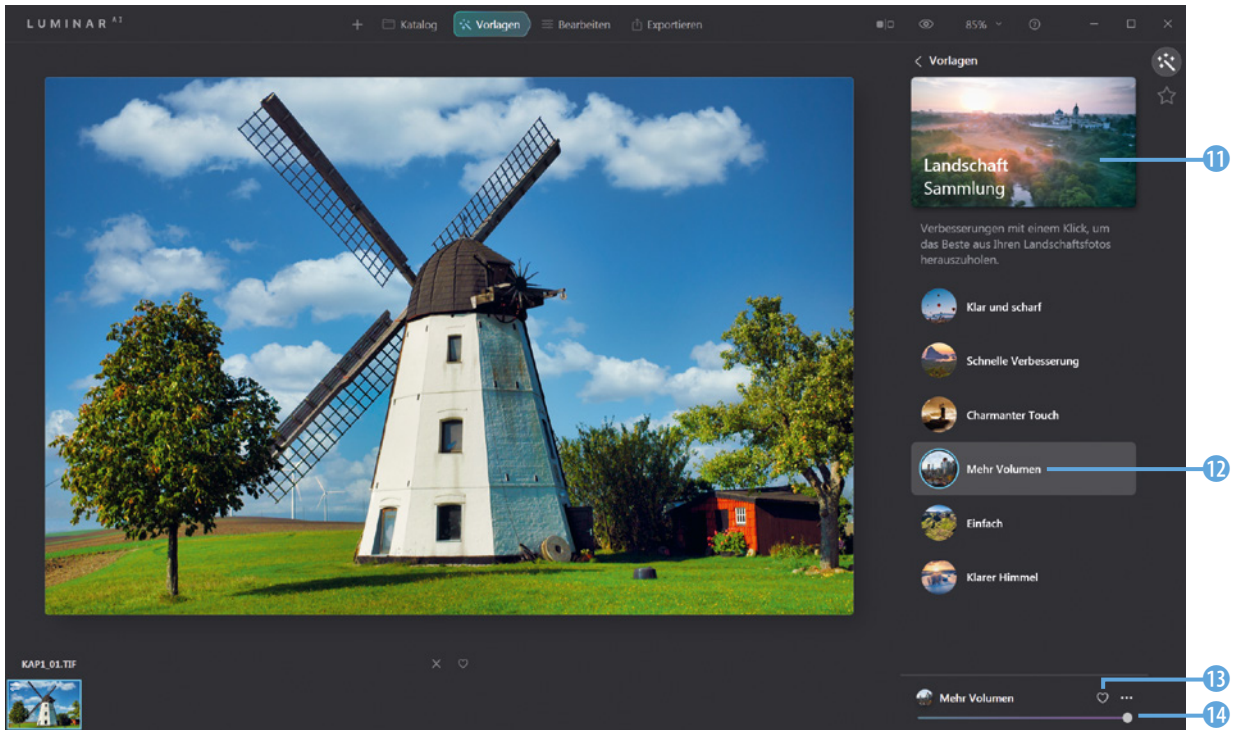 LUMINAR AI
+ Katalog Vorlagen Bearbeiten Exportieren
85%
Vorlagen
Landschaft
Sammlung
11
Verbesserungen mit einem Klick, um
das Beste aus Ihren Landschaftsfotos
herauszuholen.
Klar und scharf
Schnelle Verbesserung
Charmanter Touch
Mehr Volumen
12
Einfach
Klarer Himmel
KAP1_01.TIF
13
Mehr Volumen
14